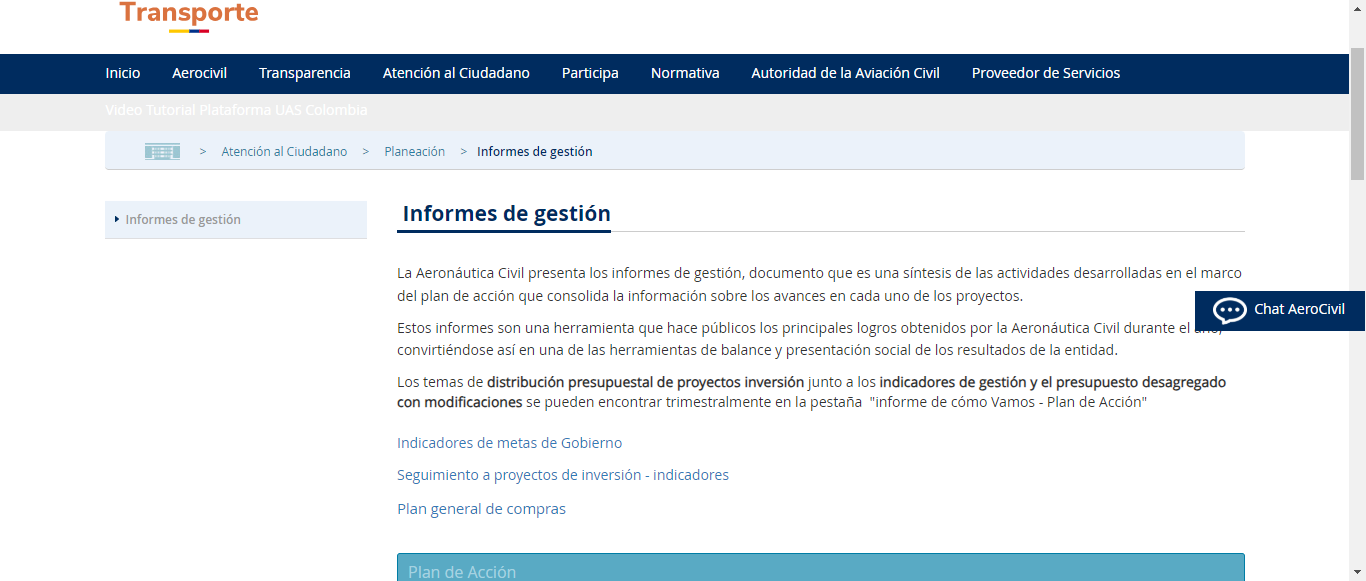 Transporte
Inicio Aerocivil Transparencia Atención al Ciudadano Participa Normativa Autoridad de la Aviación Civil Proveedor de Servicios
Video Tutorial Plataforma UAS Colombia
> Atención al Ciudadano > Planeación > Informes de gestión
Informes de gestión
Informes de gestión
La Aeronáutica Civil presenta los informes de gestión, documento que es una síntesis de las actividades desarrolladas en el marco
del plan de acción que consolida la información sobre los avances en cada uno de los proyectos.
Chat AeroCivil
Estos informes son una herramienta que hace públicos los principales logros obtenidos por la Aeronáutica Civil durante el
convirtiéndose así en una de las herramientas de balance y presentación social de los resultados de la entidad.
Los temas de distribución presupuestal de proyectos inversión junto a los indicadores de gestión y el presupuesto desagregado
con modificaciones se pueden encontrar trimestralmente en la pestaña "informe de cómo Vamos - Plan de Acción"
Indicadores de metas de Gobierno
Seguimiento a proyectos de inversión - indicadores
Plan general de compras
Plan de Acción